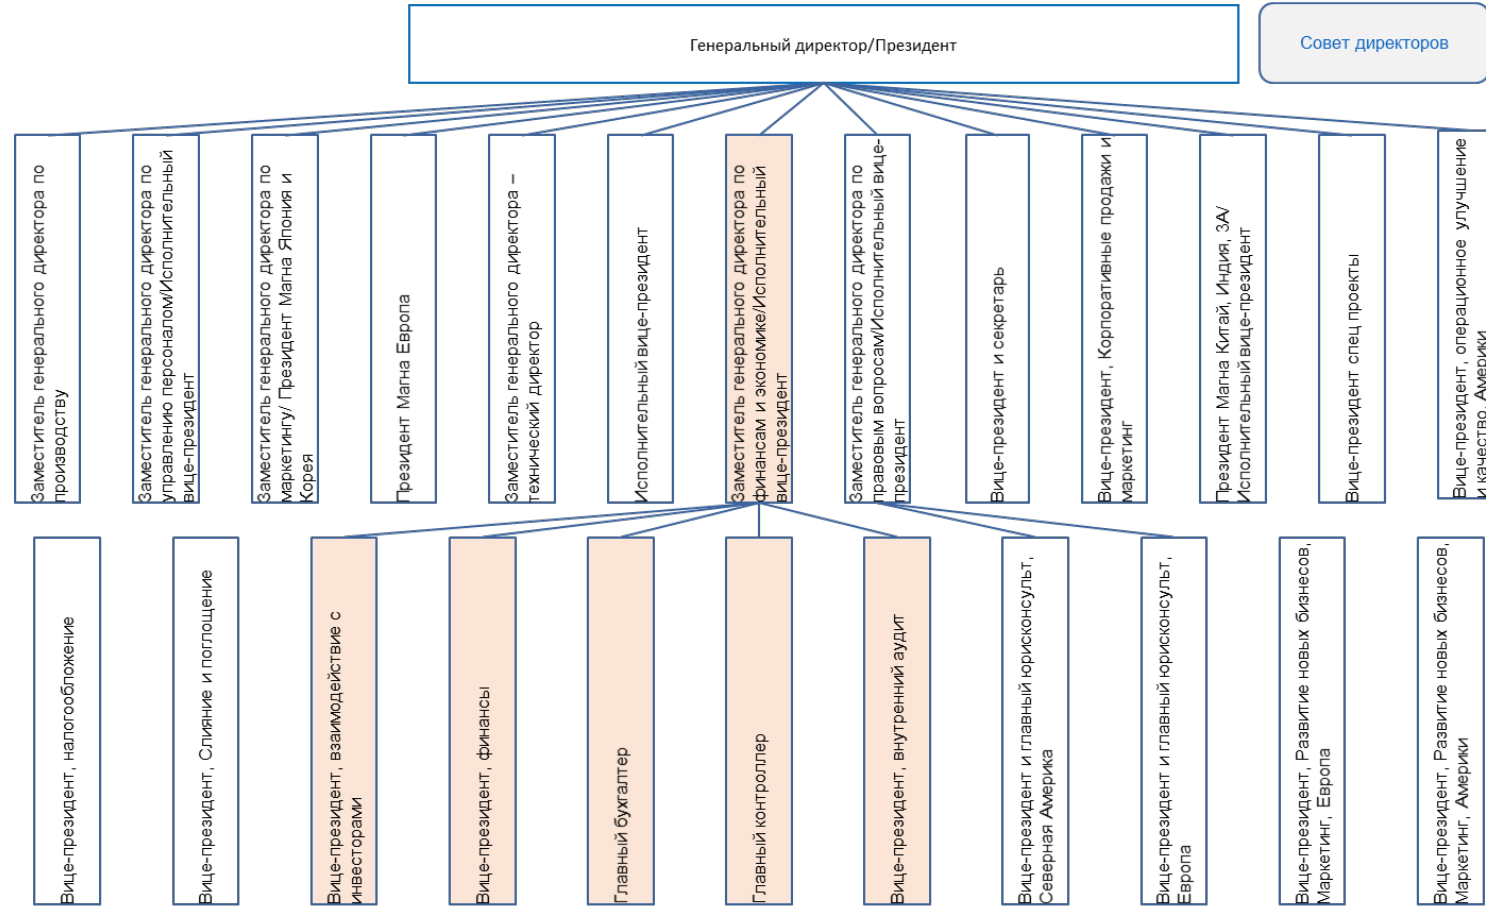 Генеральный директор/Президент
Совет директоров
Заместитель генерального директора по
производству
Заместитель генерального директора по
управлению персоналом/Исполнительный
вице-президент
Заместитель генерального директора по
маркетингу/ Президент Магна Япония и
Корея
Президент Магна Европа
Заместитель генерального директора –
технический директор
Исполнительный вице-президент
Заместитель генерального директора по
финансам и экономике/Исполнительный
вице-президент
Заместитель генерального директора по
правовым вопросам/Исполнительный вице-
президент
Вице-президент и секретарь
Вице-президент, Корпоративные продажи и
маркетинг
Президент Магна Китай, Индия, ЗА/
Исполнительный вице-президент
Вице-президент спец проекты
Вице-президент, операционное улучшение
и качество, Америки
Вице-президент, налогообложение
Вице-президент, Слияние и поглощение
Вице-президент, взаимодействие с
инвесторами
Вице-президент, финансы
Главный бухгалтер
Главный контроллер
Вице-президент, внутренний аудит
Вице-президент и главный юрисконсульт,
Северная Америка
Вице-президент и главный юрисконсульт,
Европа
Вице-президент, Развитие новых бизнесов,
Маркетинг, Европа
Вице-президент, Развитие новых бизнесов,
Маркетинг, Америки